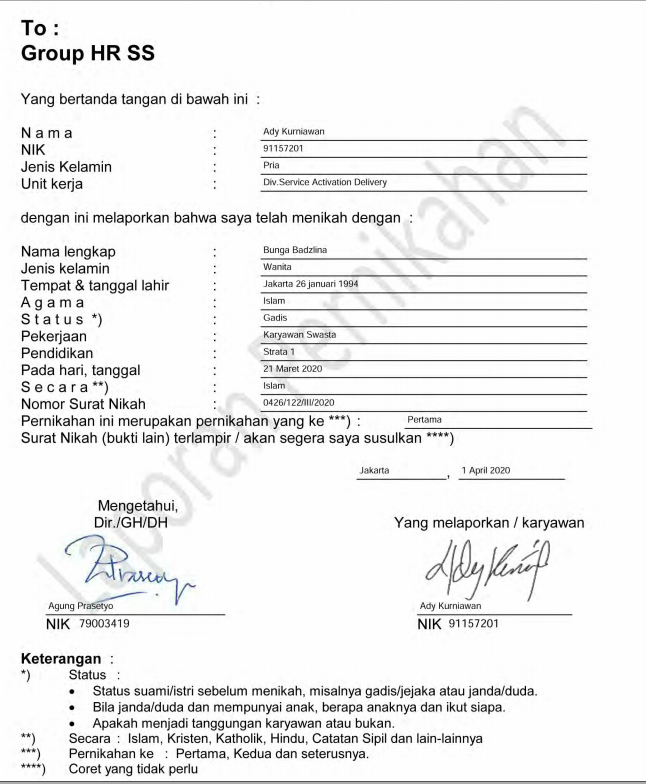 To :
Group HR SS
Yang bertanda tangan di bawah ini :
N a m a : Ady Kurniawan
NIK : 91157201
Jenis Kelamin : Pria
Unit kerja : Div.Service Activation Delivery
dengan ini melaporkan bahwa saya telah menikah dengan :
Nama lengkap : Bunga Badzlina
Jenis kelamin : Wanita
Tempat & tanggal lahir : Jakarta 26 januari 1994
A g a m a : Islam
S t a t u s *) : Gadis
Pekerjaan : Karyawan Swasta
Pendidikan : Strata 1
Pada hari, tanggal : 21 Maret 2020
S e c a r a **) : Islam
Nomor Surat Nikah : 0426/122/III/2020
Pernikahan ini merupakan pernikahan yang ke ***) : Pertama
Surat Nikah (bukti lain) terlampir / akan segera saya susulkan ****)
Jakarta , 1 April 2020
Mengetahui,
Dir./GH/DH
Yang melaporkan / karyawan
Agung Prasetyo
NIK 79003419
Ady Kurniawan
NIK 91157201
Keterangan :
*) Status :
• Status suami/istri sebelum menikah, misalnya gadis/jejaka atau janda/duda.
• Bila janda/duda dan mempunyai anak, berapa anaknya dan ikut siapa.
• Apakah menjadi tanggungan karyawan atau bukan.
**) Secara : Islam, Kristen, Katholik, Hindu, Catatan Sipil dan lain-lainnya
***) Pernikahan ke : Pertama, Kedua dan seterusnya.
****) Coret yang tidak perlu
Laporan Pernikahan